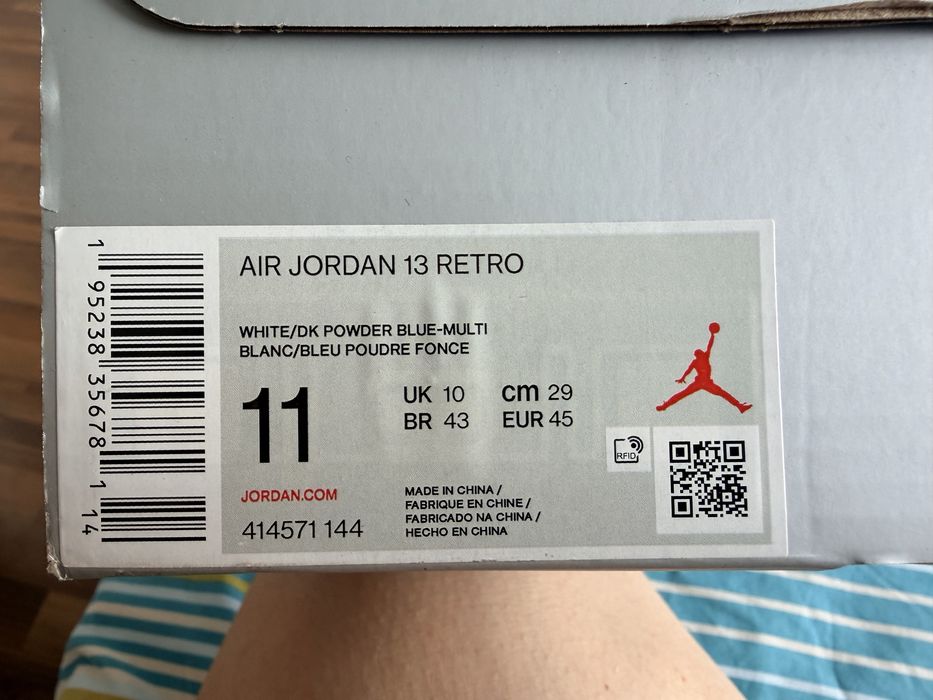 AIR JORDAN 13 RETRO
WHITE/DK POWDER BLUE-MULTI
BLANC/BLEU POUDRE FONCE
11
UK 10 cm 29
BR 43 EUR 45
RFID
JORDAN.COM
414571 144
MADE IN CHINA /
FABRIQUE EN CHINE /
FABRICADO NA CHINA /
HECHO EN CHINA
1 95238 35678 1 14